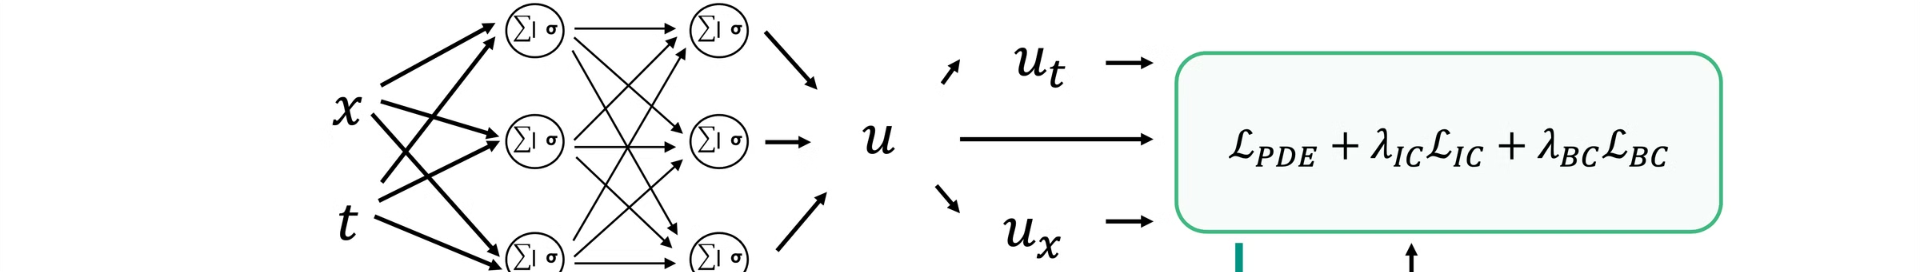 ∑| σ ∑| σ
u_t
x
∑| σ ∑| σ u ℒ_PDE + λ_IC ℒ_IC + λ_BC ℒ_BC
t
u_x
∑| σ ∑| σ